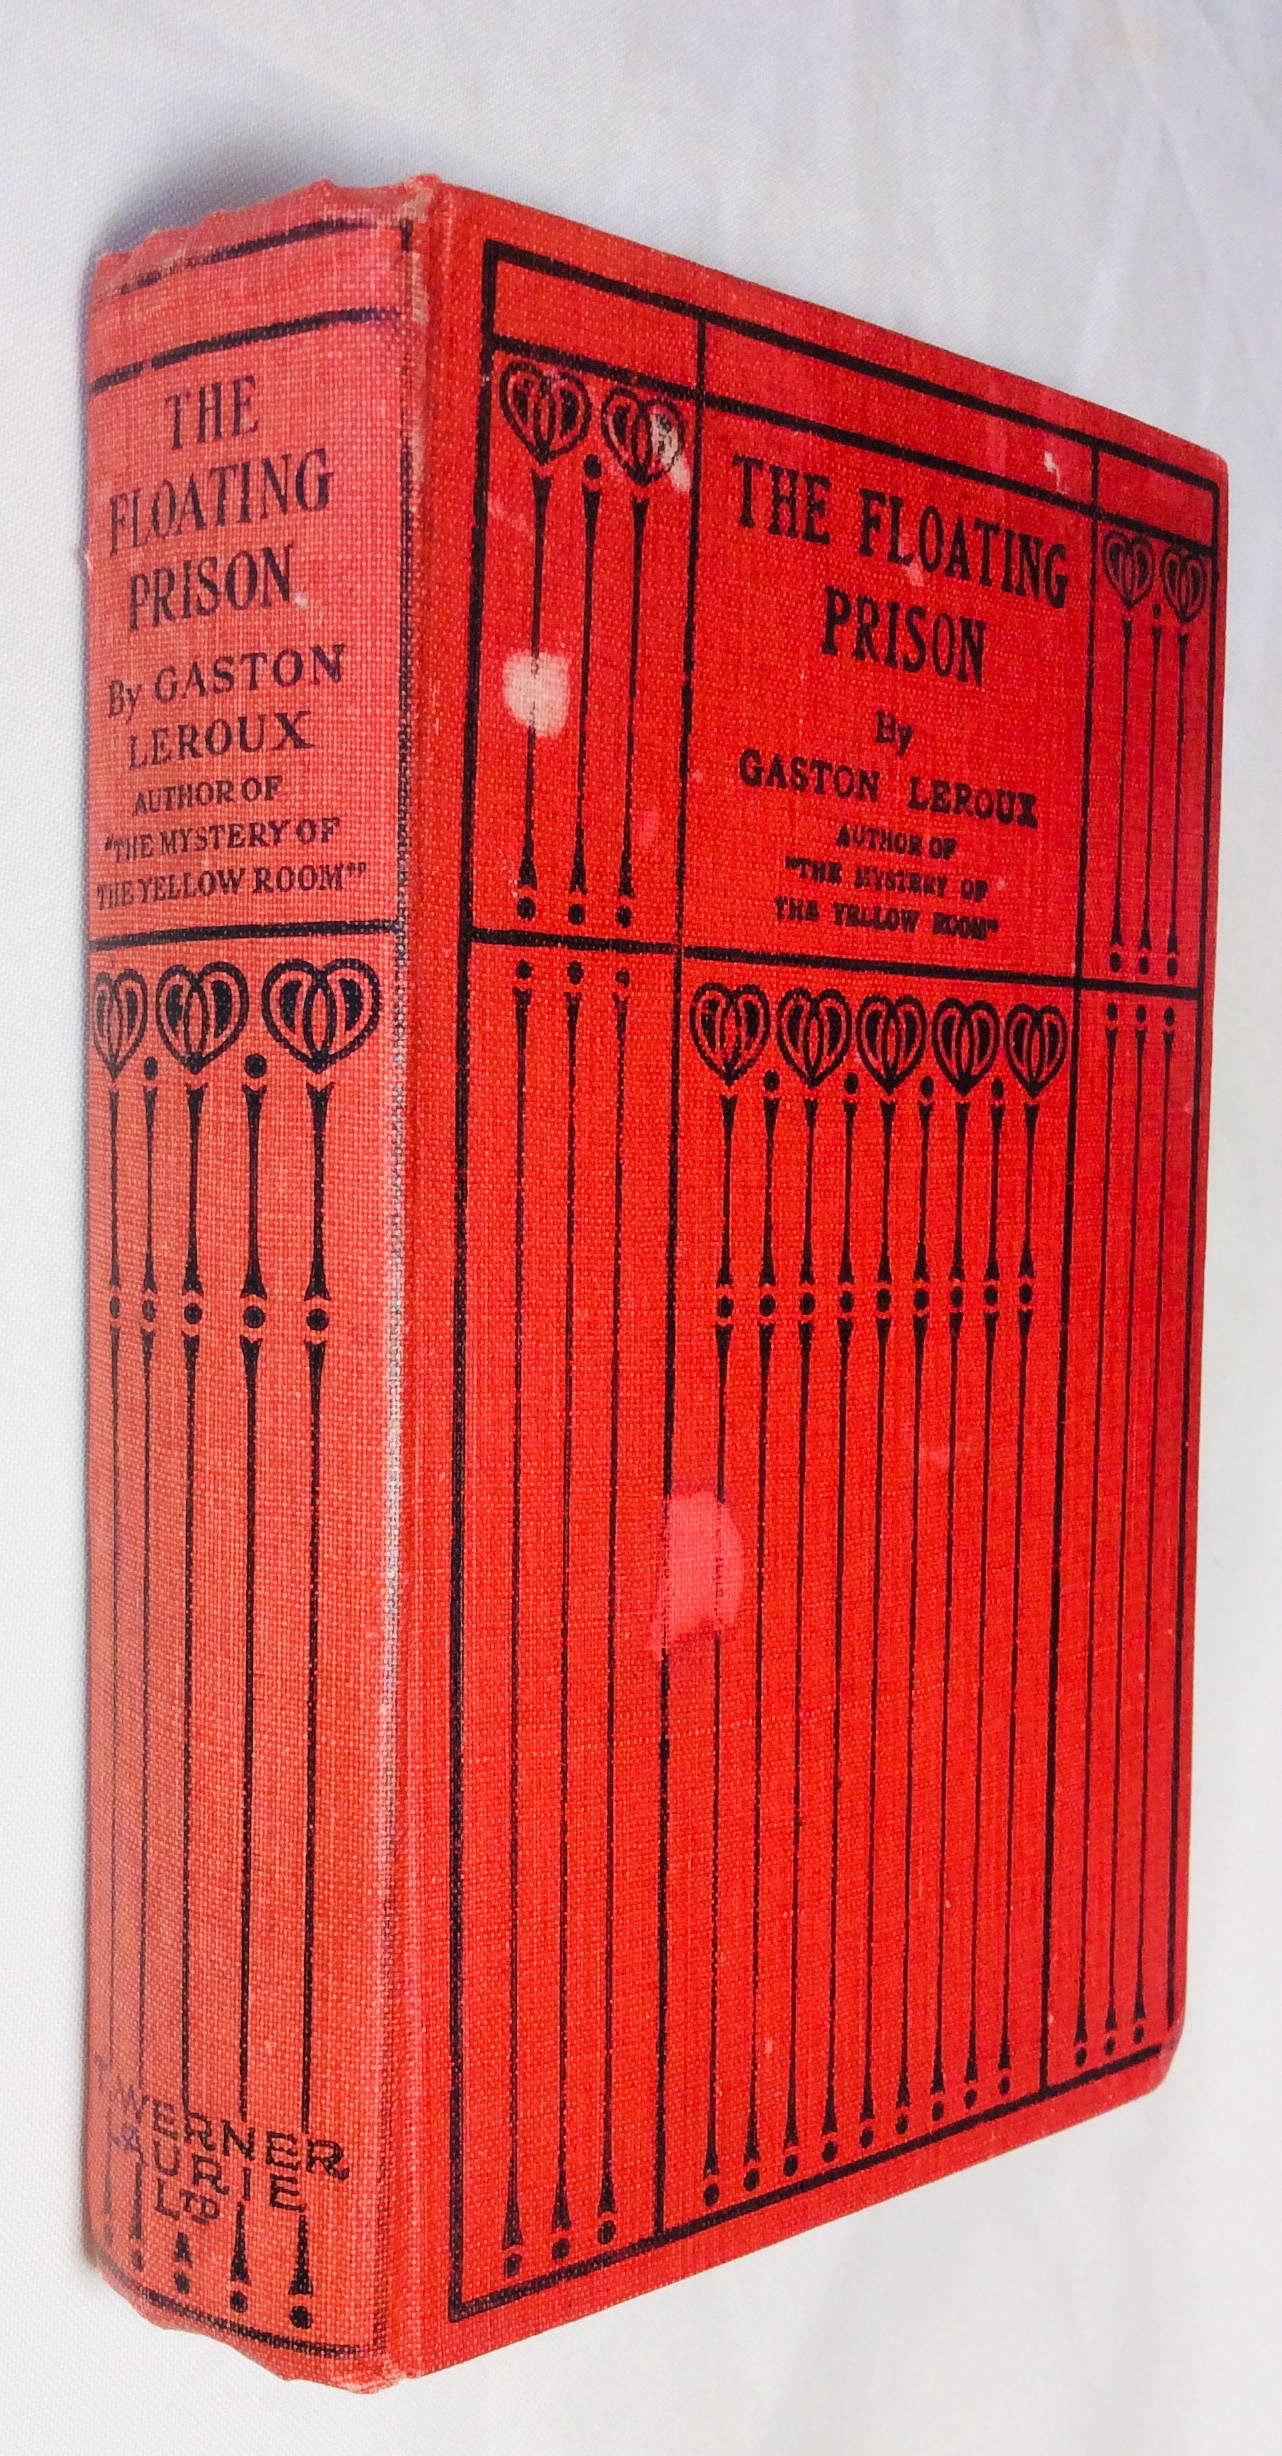 THE
FLOATING
PRISON
By GASTON
LEROUX
AUTHOR OF
"THE MYSTERY OF
THE YELLOW ROOM"
T. WERNER
LAURIE
LTD
THE FLOATING
PRISON
By
GASTON LEROUX
AUTHOR OF
"THE MYSTERY OF
THE YELLOW ROOM"